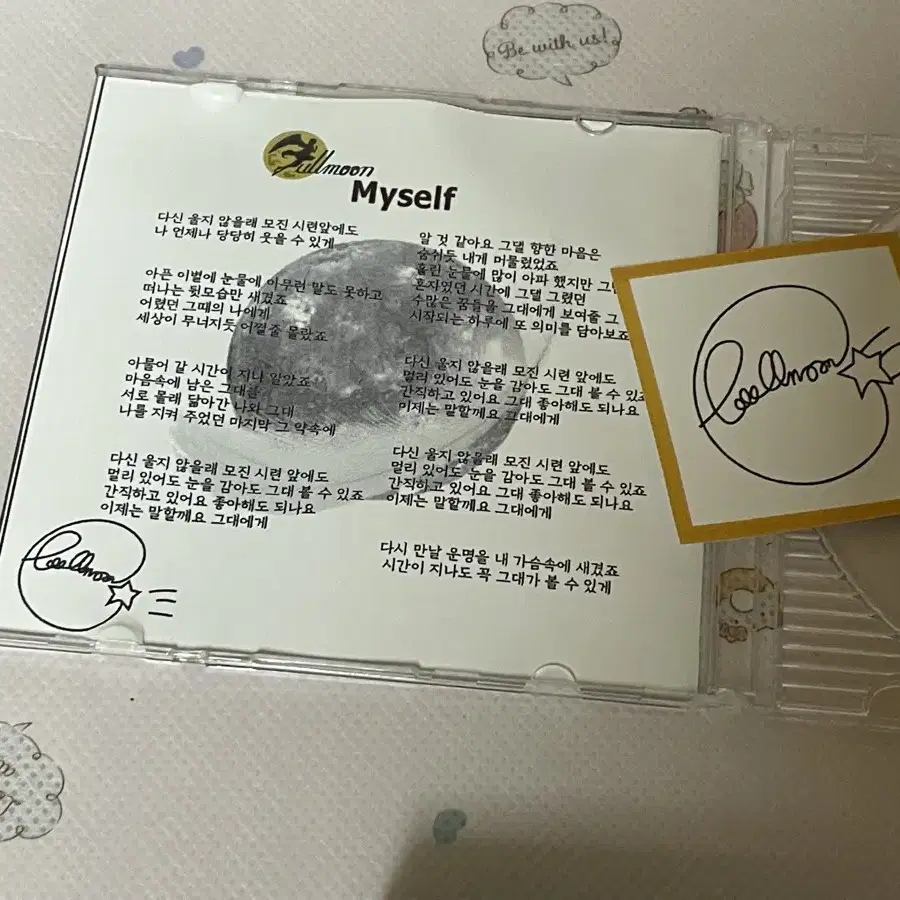 Be with us!
Fullmoon
Myself
다신 울지 않을래 모진 시련앞에도
나 언제나 당당히 웃을 수 있게
아픈 이별에 눈물에 아무런 말도 못하고
떠나는 뒷모습만 새겼죠
어렸던 그때의 나에게
세상이 무너지듯 어쩔줄 몰랐죠
아물어 갈 시간이 지나 알았죠
마음속에 남은 그대를
서로 몰래 닮아간 나와 그대
나를 지켜 주었던 마지막 그 약속에
다신 울지 않을래 모진 시련 앞에도
멀리 있어도 눈을 감아도 그대 볼 수 있죠
간직하고 있어요 좋아해도 되나요
이제는 말할께요 그대에게
알 것 같아요 그댈 향한 마음은
숨쉬듯 내게 머물렀었죠
흘린 눈물에 많이 아파 했지만
혼자였던 시간에 그댈 그렸던
수많은 꿈들을 그대에게 보여줄 그
시작되는 하루에 또 의미를 담아보죠
다신 울지 않을래 모진 시련 앞에도
멀리 있어도 눈을 감아도 그대 볼 수
간직하고 있어요 그대 좋아해도 되나요
이제는 말할께요 그대에게
다신 울지 않을래 모진 시련 앞에도
멀리 있어도 눈을 감아도 그대 볼 수 있죠
간직하고 있어요 그대 좋아해도 되나요
이제는 말할께요 그대에게
다시 만날 운명을 내 가슴속에 새겼죠
시간이 지나도 꼭 그대가 볼 수 있게